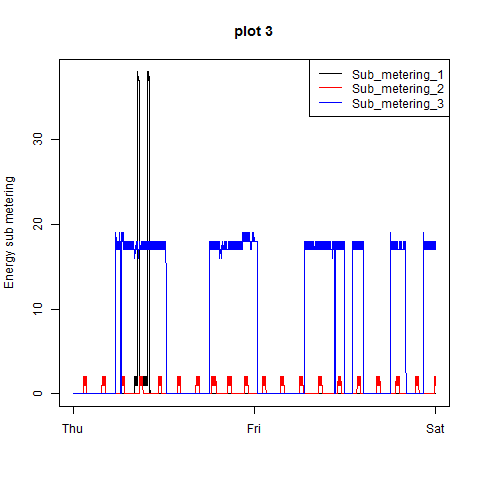 plot 3
Sub_metering_1
Sub_metering_2
Sub_metering_3
Energy sub metering
30
20
10
0
Thu
Fri
Sat